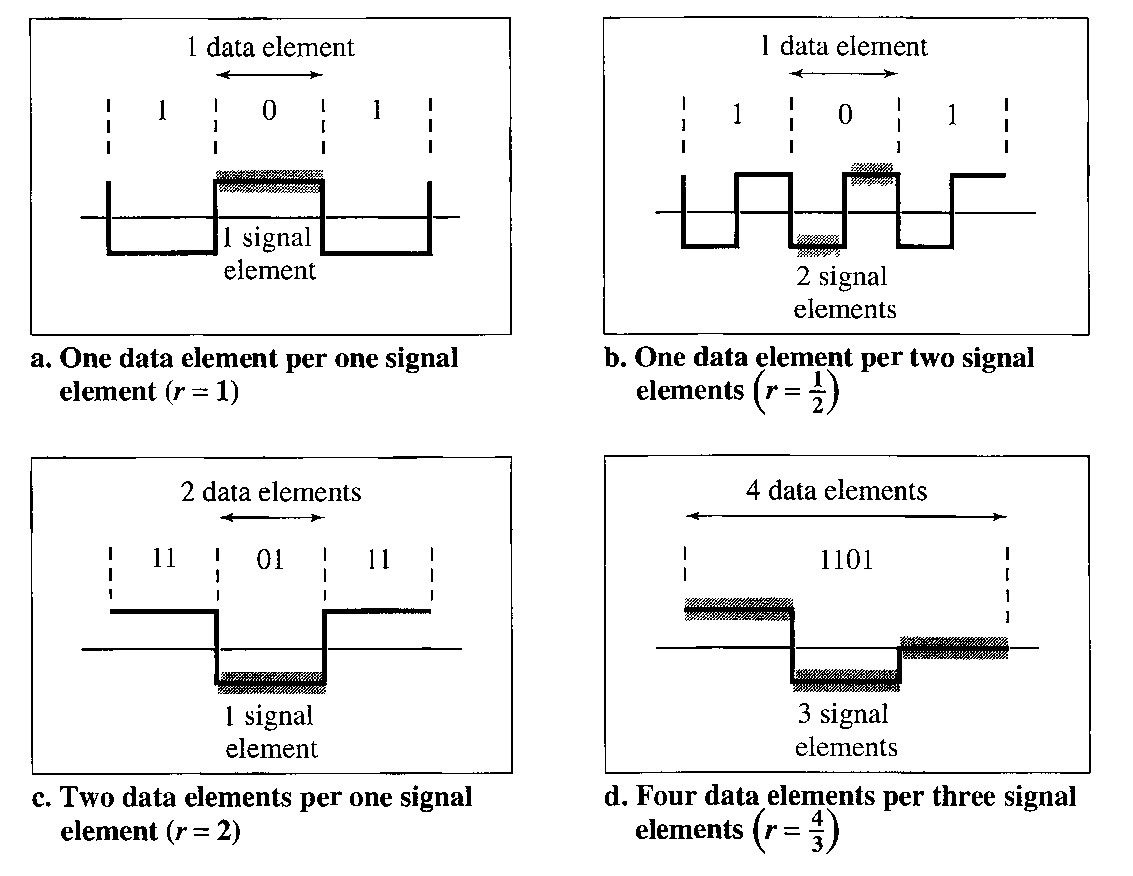 1 data element
1 0 1
1 signal
element
a. One data element per one signal
element (r = 1)
1 data element
1 0 1
2 signal
elements
b. One data element per two signal
elements (r = 1/2)
2 data elements
11 01 11
1 signal
element
c. Two data elements per one signal
element (r = 2)
4 data elements
1101
3 signal
elements
d. Four data elements per three signal
elements (r = 4/3)